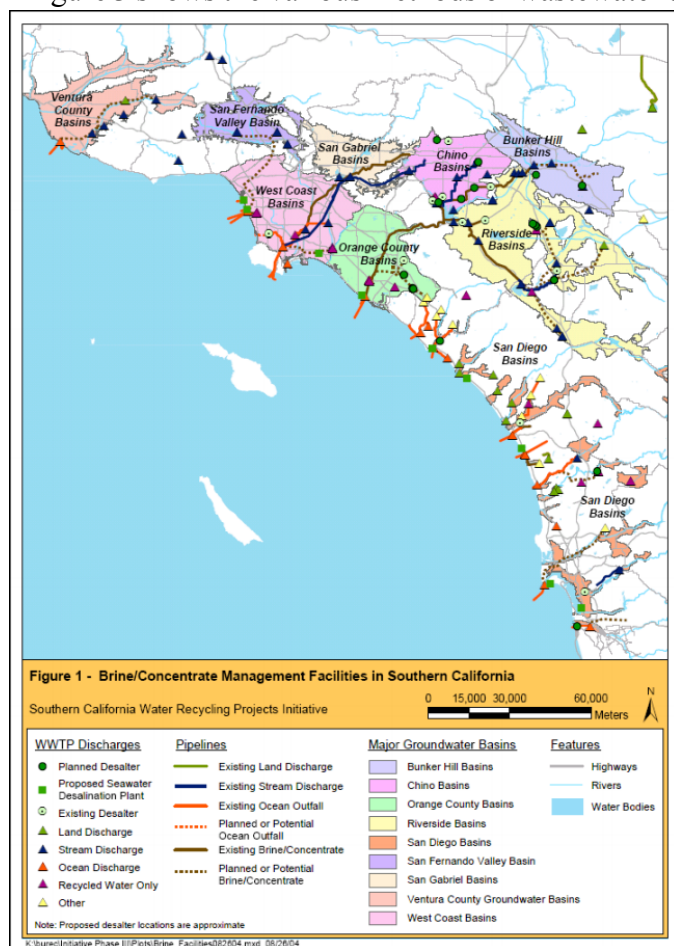 Ventura
County
Basins
San Fernando
Valley Basin
San Gabriel
Basins
Chino
Basins
Bunker Hill
Basins
West Coast
Basins
Orange County
Basins
Riverside
Basins
San Diego
Basins
San Diego
Basins
Figure 1 - Brine/Concentrate Management Facilities in Southern California
Southern California Water Recycling Projects Initiative
0 15,000 30,000 60,000
Meters
N
WWTP Discharges
Planned Desalter
Proposed Seawater
Desalination Plant
Existing Desalter
Land Discharge
Stream Discharge
Ocean Discharge
Recycled Water Only
Other
Note: Proposed desalter locations are approximate
Pipelines
Existing Land Discharge
Existing Stream Discharge
Existing Ocean Outfall
Planned or Potential
Ocean Outfall
Existing Brine/Concentrate
Planned or Potential
Brine/Concentrate
Major Groundwater Basins
Bunker Hill Basins
Chino Basins
Orange County Basins
Riverside Basins
San Diego Basins
San Fernando Valley Basin
San Gabriel Basins
Ventura County Groundwater Basins
West Coast Basins
Features
Highways
Rivers
Water Bodies